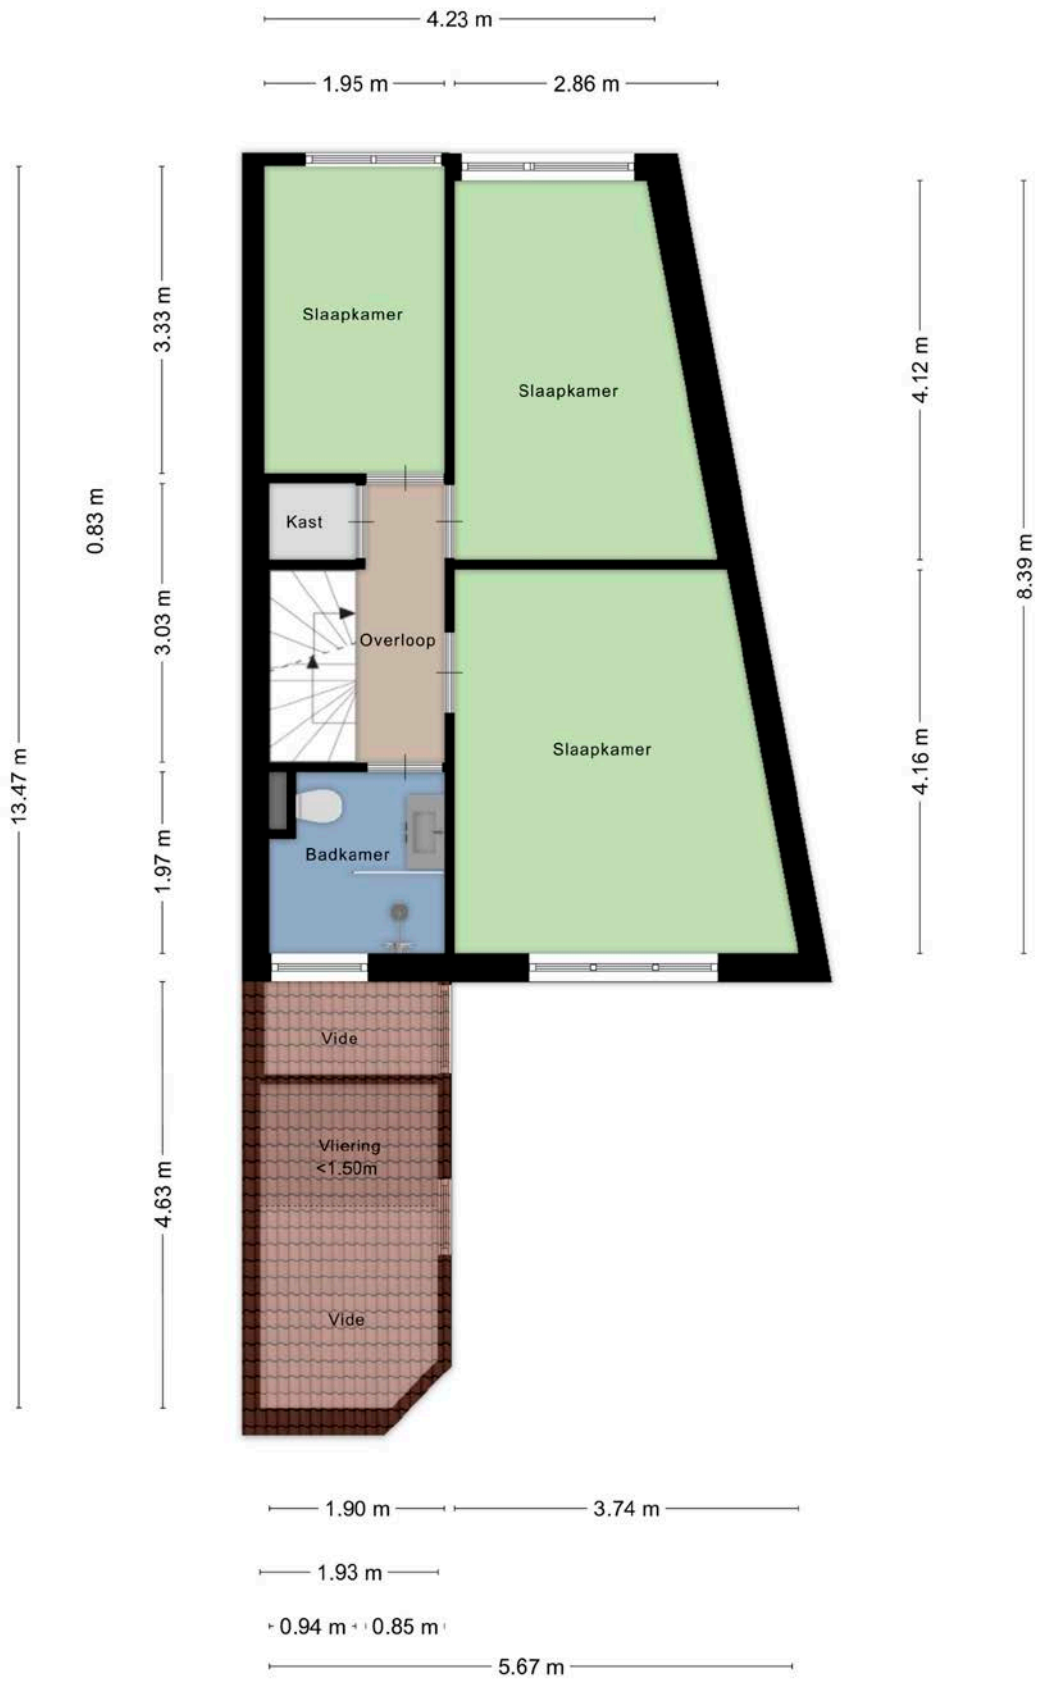 4.23 m
1.95 m
2.86 m
3.33 m
Slaapkamer
Slaapkamer
4.12 m
0.83 m
Kast
8.39 m
3.03 m
Overloop
Slaapkamer
4.16 m
13.47 m
1.97 m
Badkamer
Vide
Vliering
<1.50m
4.63 m
Vide
1.90 m
3.74 m
1.93 m
0.94 m
0.85 m
5.67 m